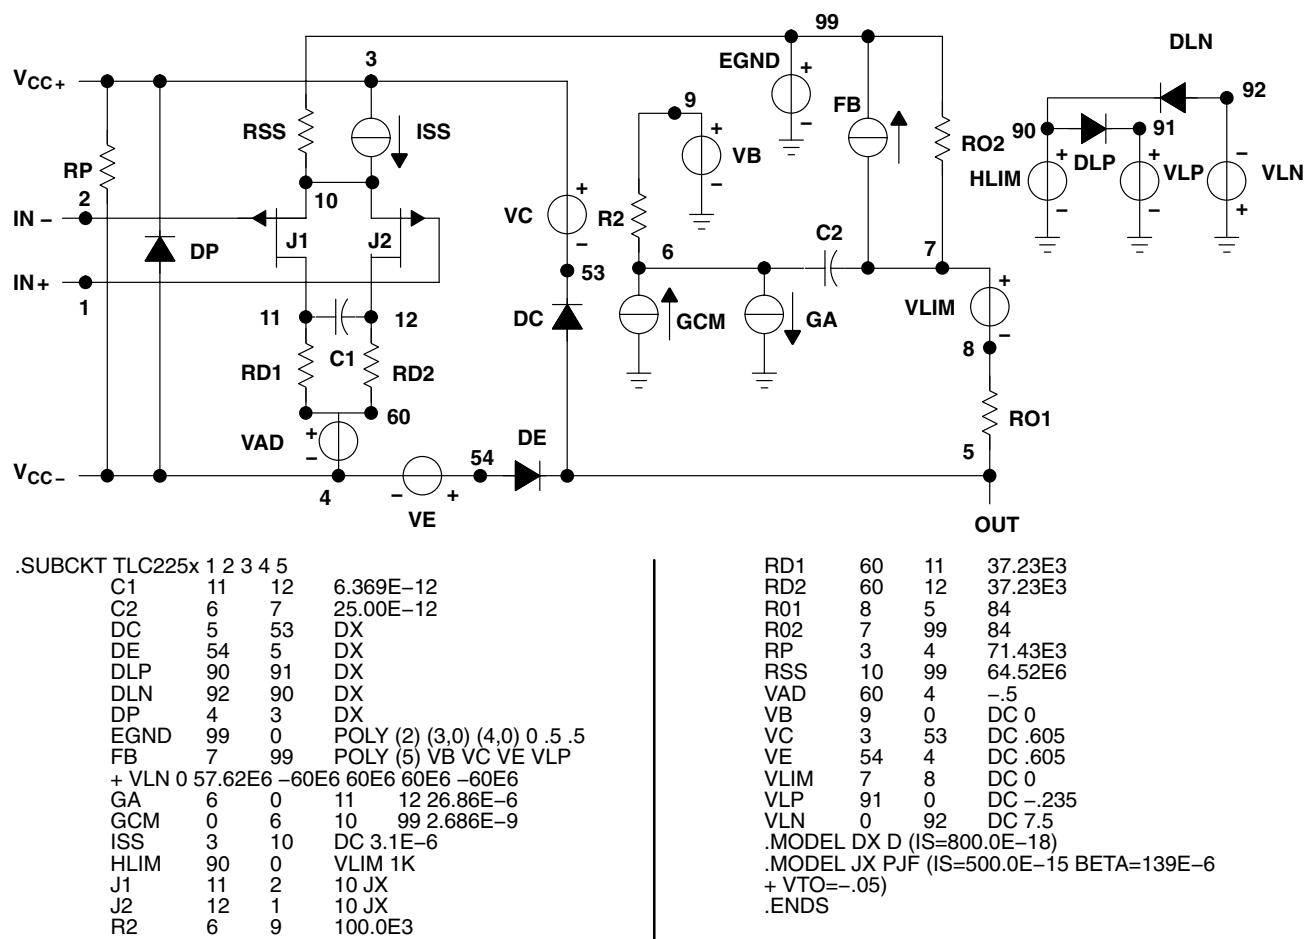 99
DLN
3
VCC+
EGND
+
FB
9
92
RSS
ISS
+
VB
90
91
RP
RO2
DLP
HLIM
VLP
VLN
2
10
IN −
VC
R2
C2
J1
J2
DP
6
7
IN+
1
53
VLIM
11
12
DC
GCM
GA
8
C1
RD1
RD2
RO1
60
VAD
DE
5
54
VCC−
4
VE
OUT
.SUBCKT TLC225x 1 2 3 4 5
C1 11 12 6.369E−12
C2 6 7 25.00E−12
DC 5 53 DX
DE 54 5 DX
DLP 90 91 DX
DLN 92 90 DX
DP 4 3 DX
EGND 99 0 POLY (2) (3,0) (4,0) 0 .5 .5
FB 7 99 POLY (5) VB VC VE VLP
+ VLN 0 57.62E6 −60E6 60E6 60E6 −60E6
GA 6 0 11 12 26.86E−6
GCM 0 6 10 99 2.686E−9
ISS 3 10 DC 3.1E−6
HLIM 90 0 VLIM 1K
J1 11 2 10 JX
J2 12 1 10 JX
R2 6 9 100.0E3
RD1 60 11 37.23E3
RD2 60 12 37.23E3
R01 8 5 84
R02 7 99 84
RP 3 4 71.43E3
RSS 10 99 64.52E6
VAD 60 4 −.5
VB 9 0 DC 0
VC 3 53 DC .605
VE 54 4 DC .605
VLIM 7 8 DC 0
VLP 91 0 DC −.235
VLN 0 92 DC 7.5
.MODEL DX D (IS=800.0E−18)
.MODEL JX PJF (IS=500.0E−15 BETA=139E−6
+ VTO=−.05)
.ENDS